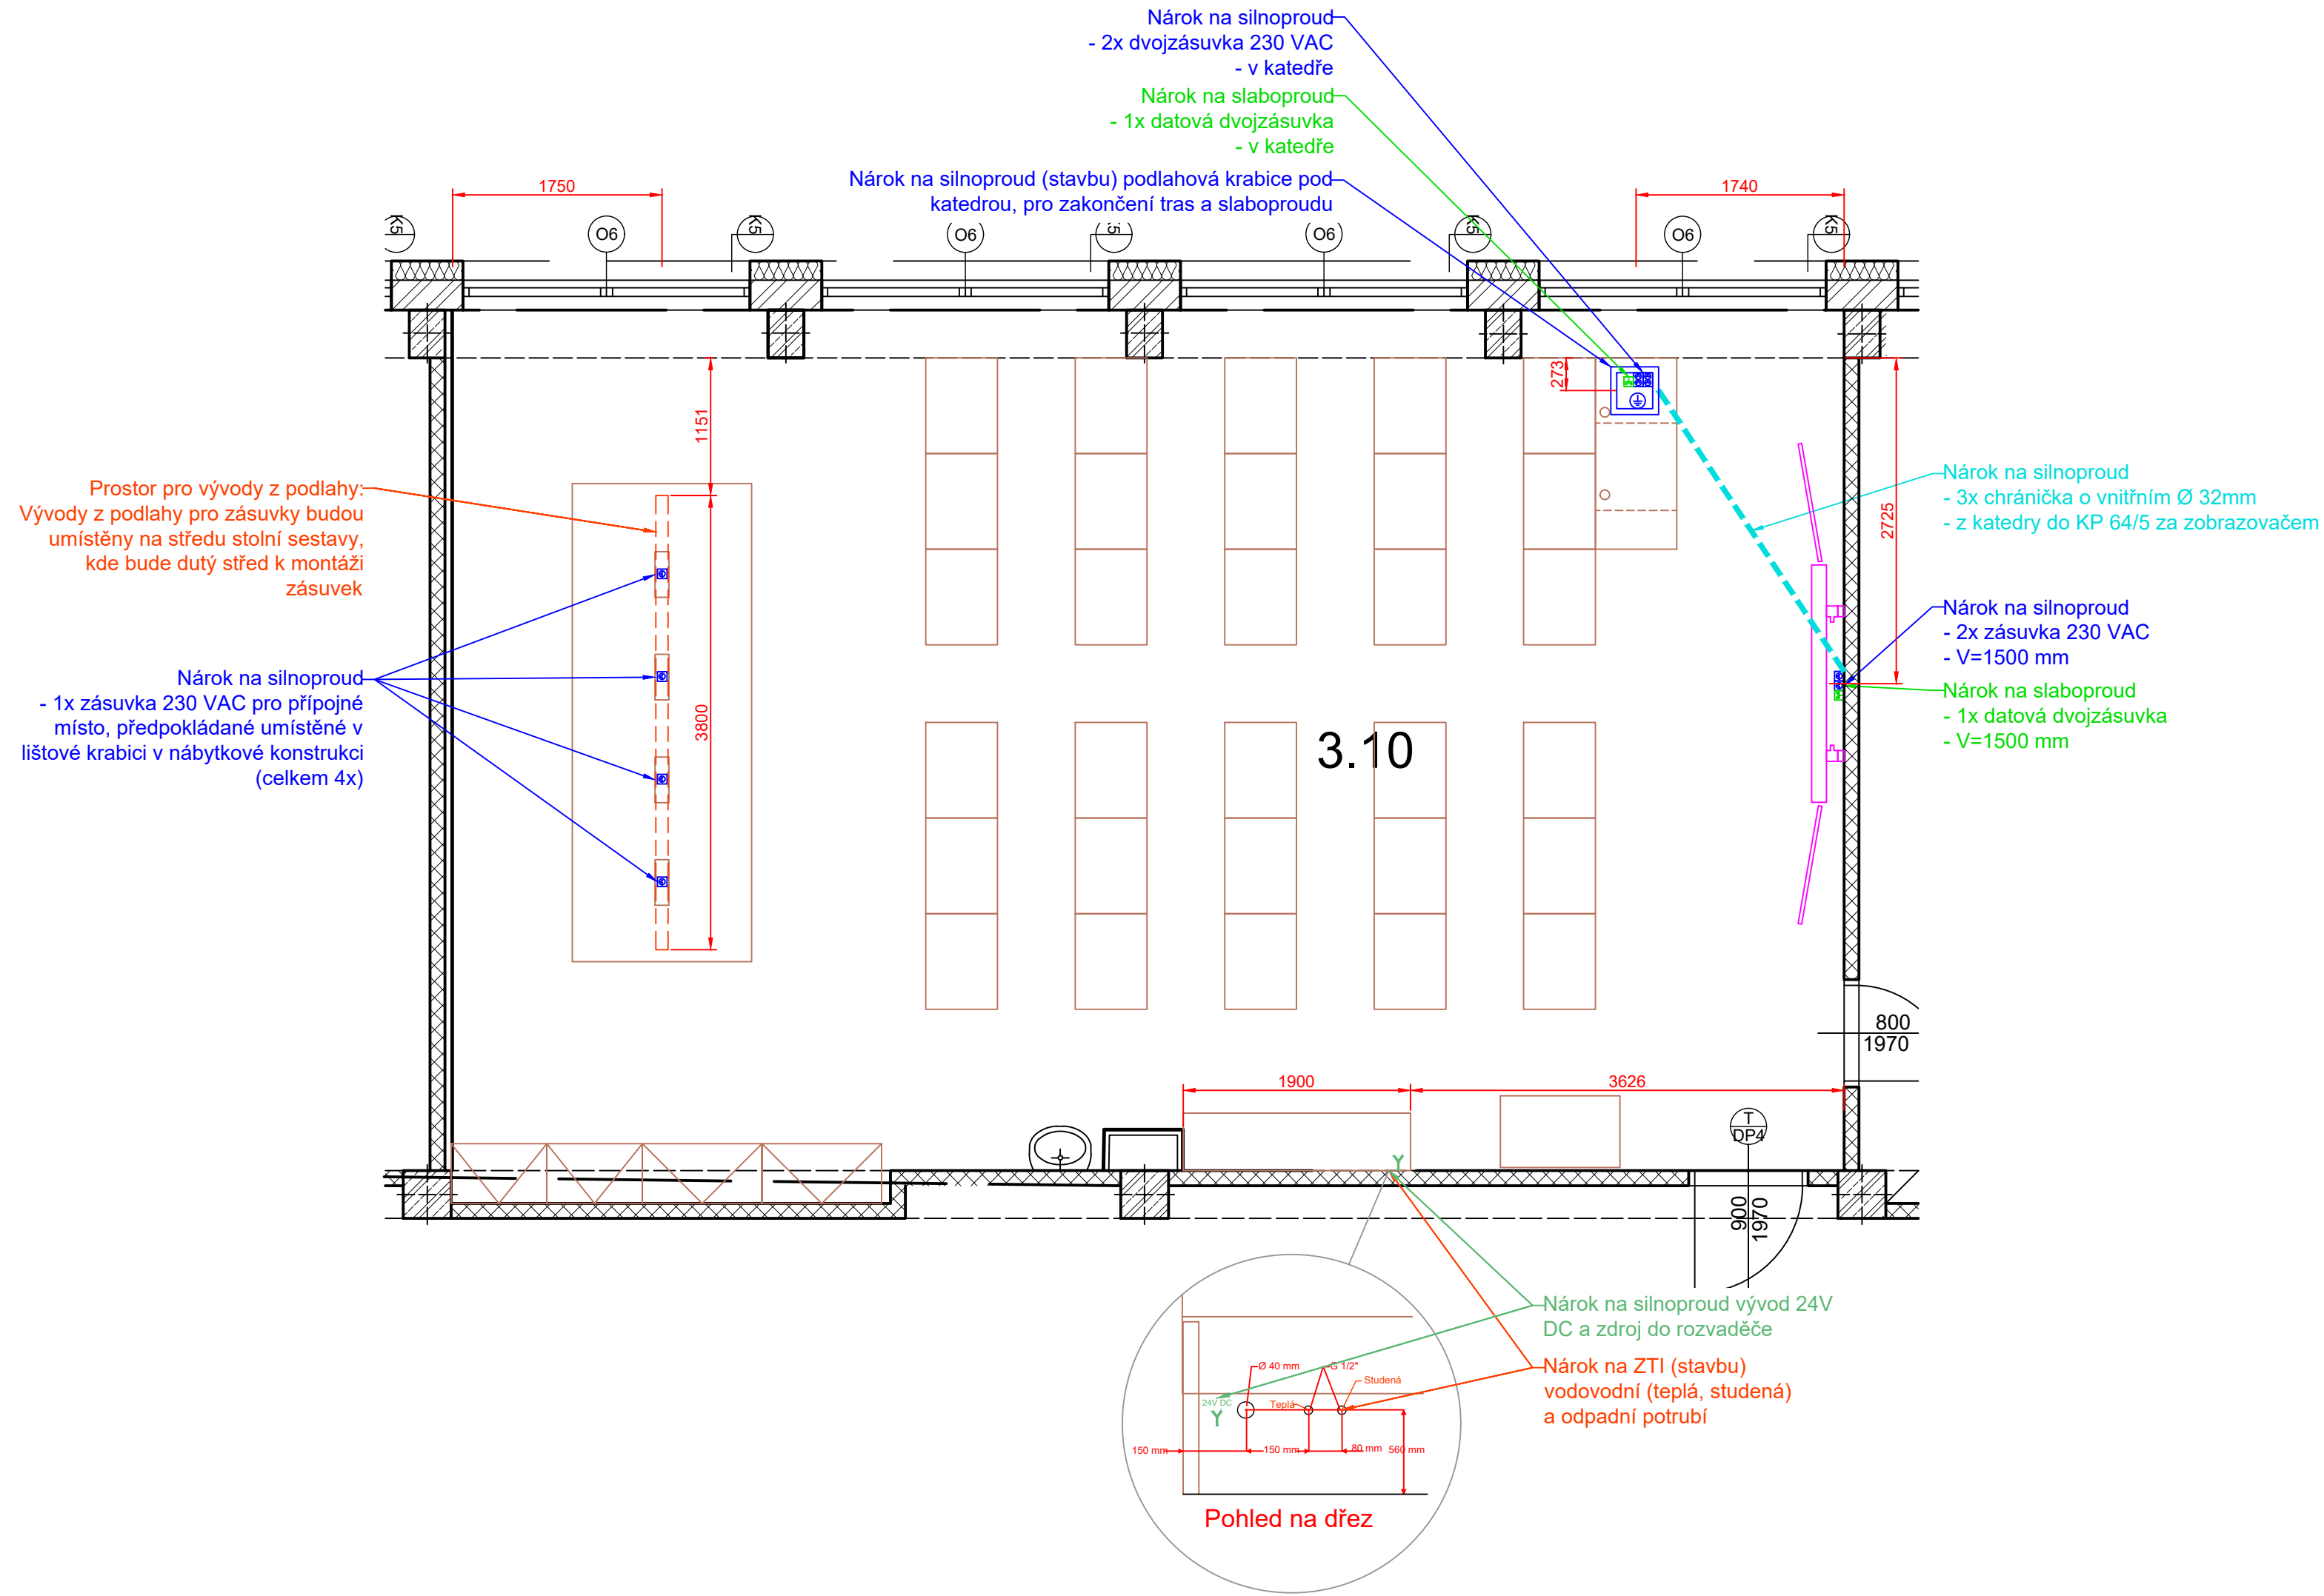 Nárok na silnoproud
- 2x dvojzásuvka 230 VAC
- v katedře
Nárok na slaboproud
- 1x datová dvojzásuvka
- v katedře
Nárok na silnoproud (stavbu) podlahová krabice pod
katedrou, pro zakončení tras a slaboproudu
1750
1740
K5
O6
K5
O6
K5
O6
K5
O6
K5
273
1151
2725
3800
Prostor pro vývody z podlahy:
Vývody z podlahy pro zásuvky budou
umístěny na středu stolní sestavy,
kde bude dutý střed k montáži
zásuvek
Nárok na silnoproud
- 1x zásuvka 230 VAC pro přípojné
místo, předpokládané umístěné v
lištové krabici v nábytkové konstrukci
(celkem 4x)
Nárok na silnoproud
- 3x chránička o vnitřním Ø 32mm
- z katedry do KP 64/5 za zobrazovačem
Nárok na silnoproud
- 2x zásuvka 230 VAC
- V=1500 mm
Nárok na slaboproud
- 1x datová dvojzásuvka
- V=1500 mm
3.10
800
1970
1900
3626
T
DP4
900
1970
Nárok na silnoproud vývod 24V
DC a zdroj do rozvaděče
Nárok na ZTI (stavbu)
vodovodní (teplá, studená)
a odpadní potrubí
Ø 40 mm
G 1/2"
Studená
24V DC
Teplá
150 mm
150 mm
80 mm
560 mm
Pohled na dřez